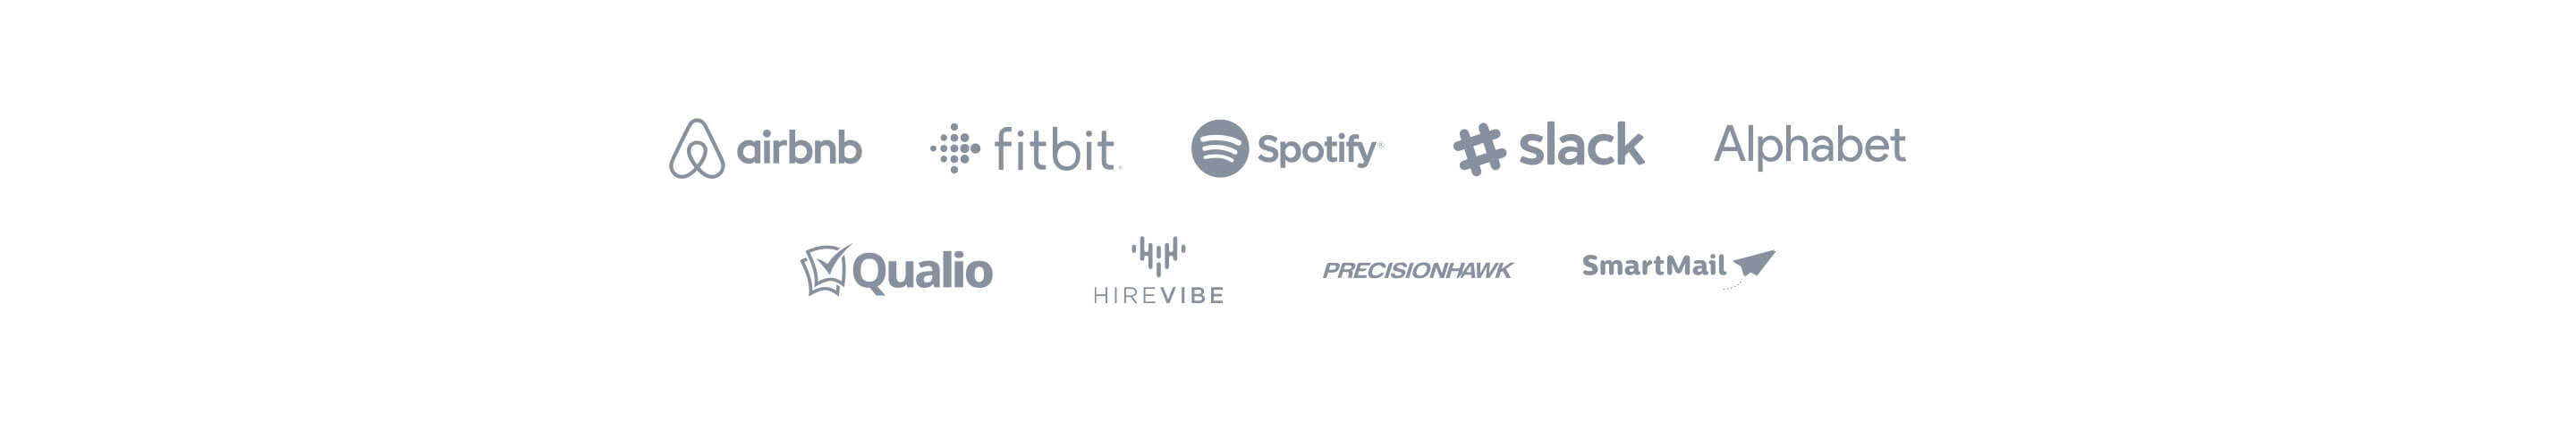 airbnb fitbit Spotify® slack Alphabet
Qualio HIREVIBE PRECISIONHAWK SmartMail